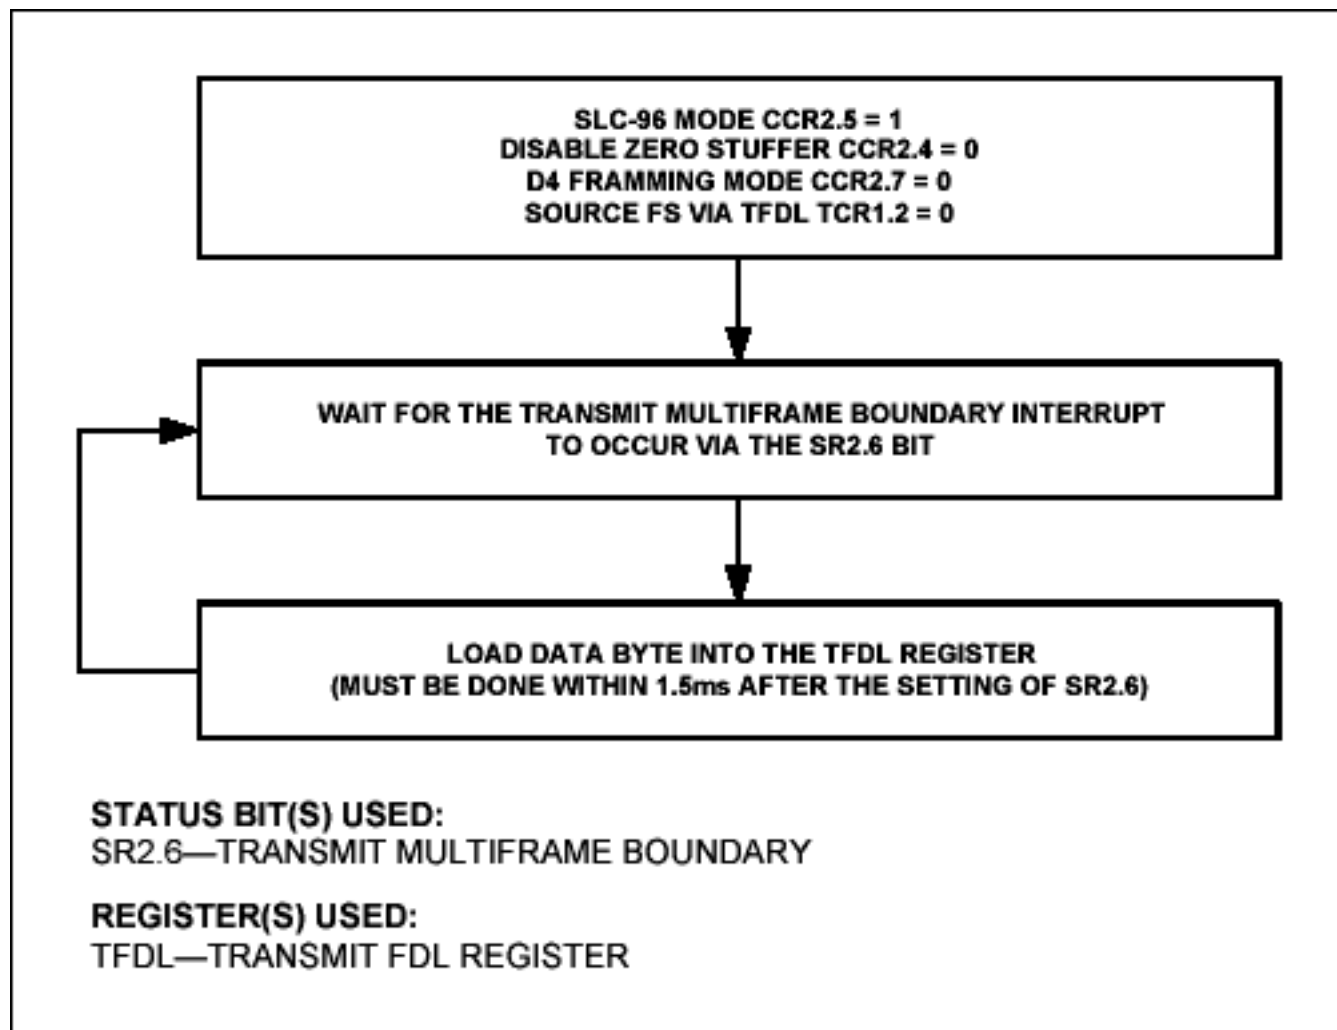 SLC-96 MODE CCR2.5 = 1
DISABLE ZERO STUFFER CCR2.4 = 0
D4 FRAMMING MODE CCR2.7 = 0
SOURCE FS VIA TFDL TCR1.2 = 0
WAIT FOR THE TRANSMIT MULTIFRAME BOUNDARY INTERRUPT
TO OCCUR VIA THE SR2.6 BIT
LOAD DATA BYTE INTO THE TFDL REGISTER
(MUST BE DONE WITHIN 1.5ms AFTER THE SETTING OF SR2.6)
STATUS BIT(S) USED:
SR2.6—TRANSMIT MULTIFRAME BOUNDARY
REGISTER(S) USED:
TFDL—TRANSMIT FDL REGISTER